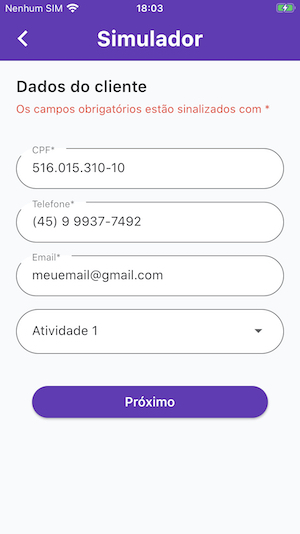 Nenhum SIM 18:03
Simulador
Dados do cliente
Os campos obrigatórios estão sinalizados com *
CPF*
516.015.310-10
Telefone*
(45) 9 9937-7492
Email*
meuemail@gmail.com
Atividade 1
Próximo